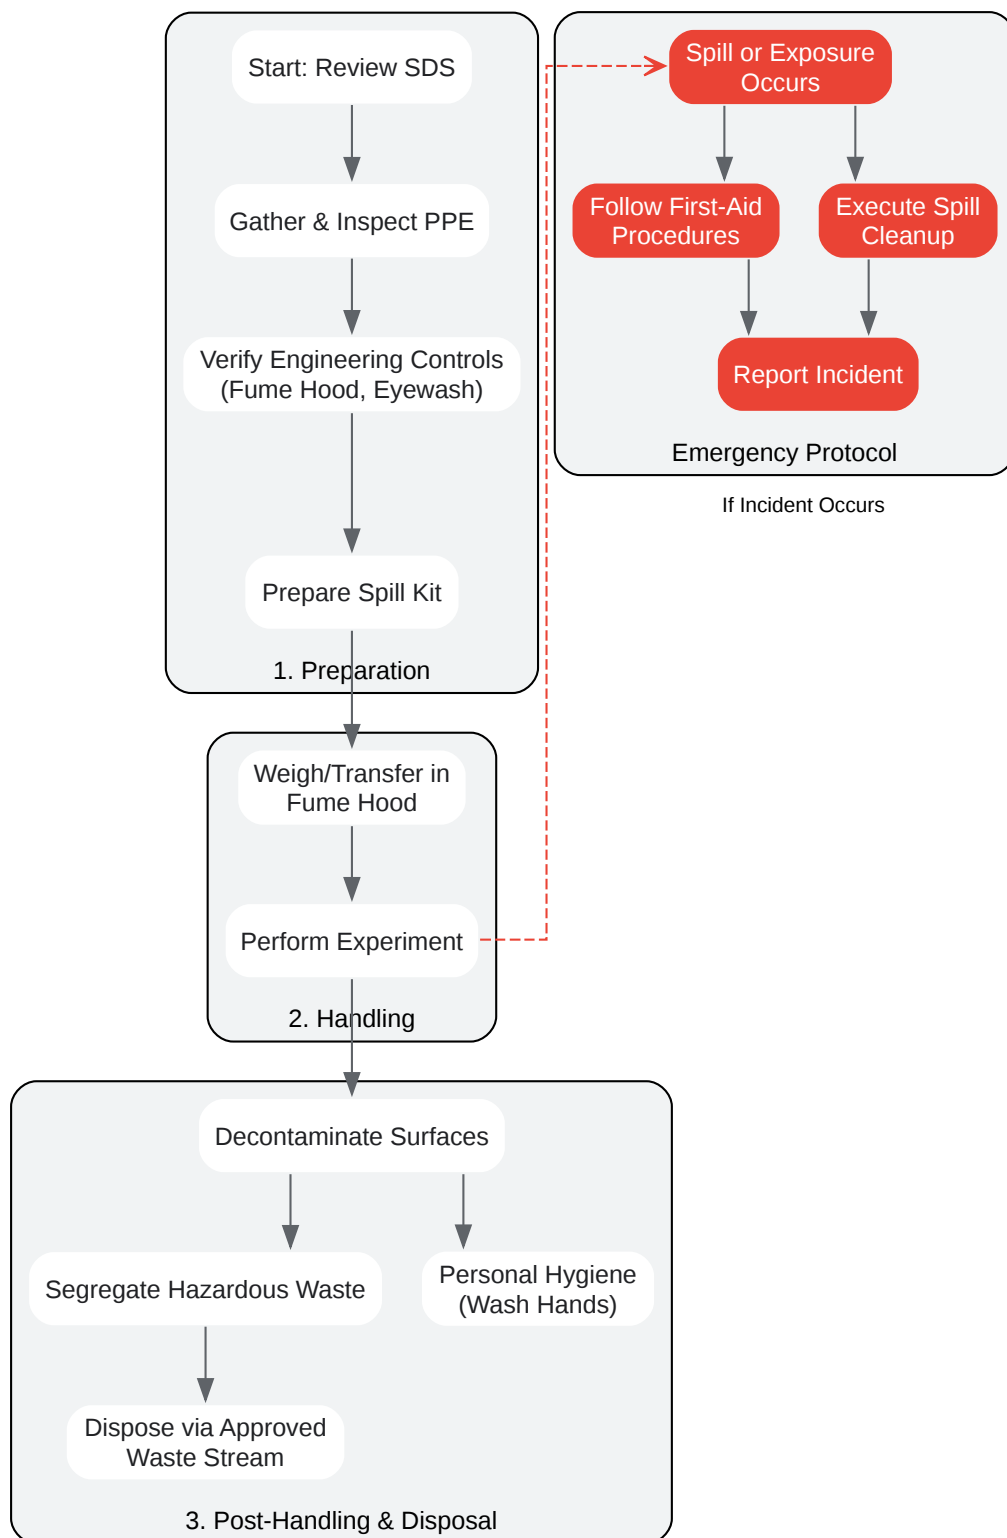 Start: Review SDS
Gather & Inspect PPE
Verify Engineering Controls
(Fume Hood, Eyewash)
Prepare Spill Kit
1. Preparation
Spill or Exposure
Occurs
Follow First-Aid
Procedures
Execute Spill
Cleanup
Report Incident
Emergency Protocol
If Incident Occurs
Weigh/Transfer in
Fume Hood
Perform Experiment
2. Handling
Decontaminate Surfaces
Segregate Hazardous Waste
Personal Hygiene
(Wash Hands)
Dispose via Approved
Waste Stream
3. Post-Handling & Disposal